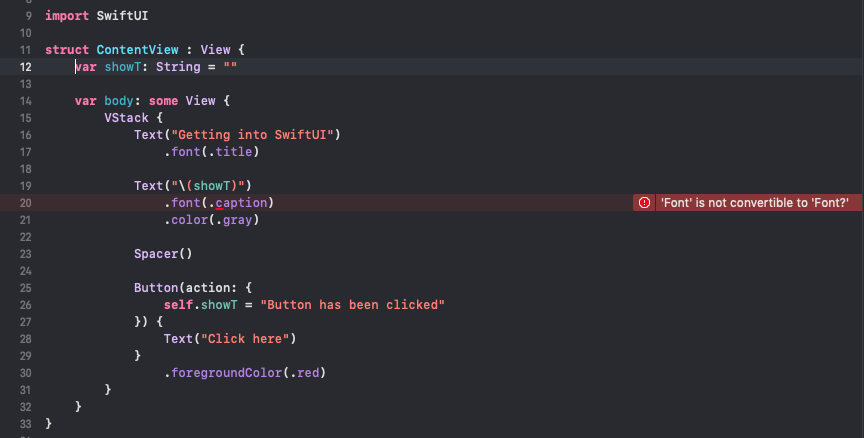 9 import SwiftUI
10
11 struct ContentView : View {
12     var showT: String = ""
13
14     var body: some View {
15         VStack {
16             Text("Getting into SwiftUI")
17                 .font(.title)
18
19             Text("\(showT)")
20                 .font(.caption) 'Font' is not convertible to 'Font?'
21                 .color(.gray)
22
23             Spacer()
24
25             Button(action: {
26                 self.showT = "Button has been clicked"
27             }) {
28                 Text("Click here")
29             }
30                 .foregroundColor(.red)
31         }
32     }
33 }